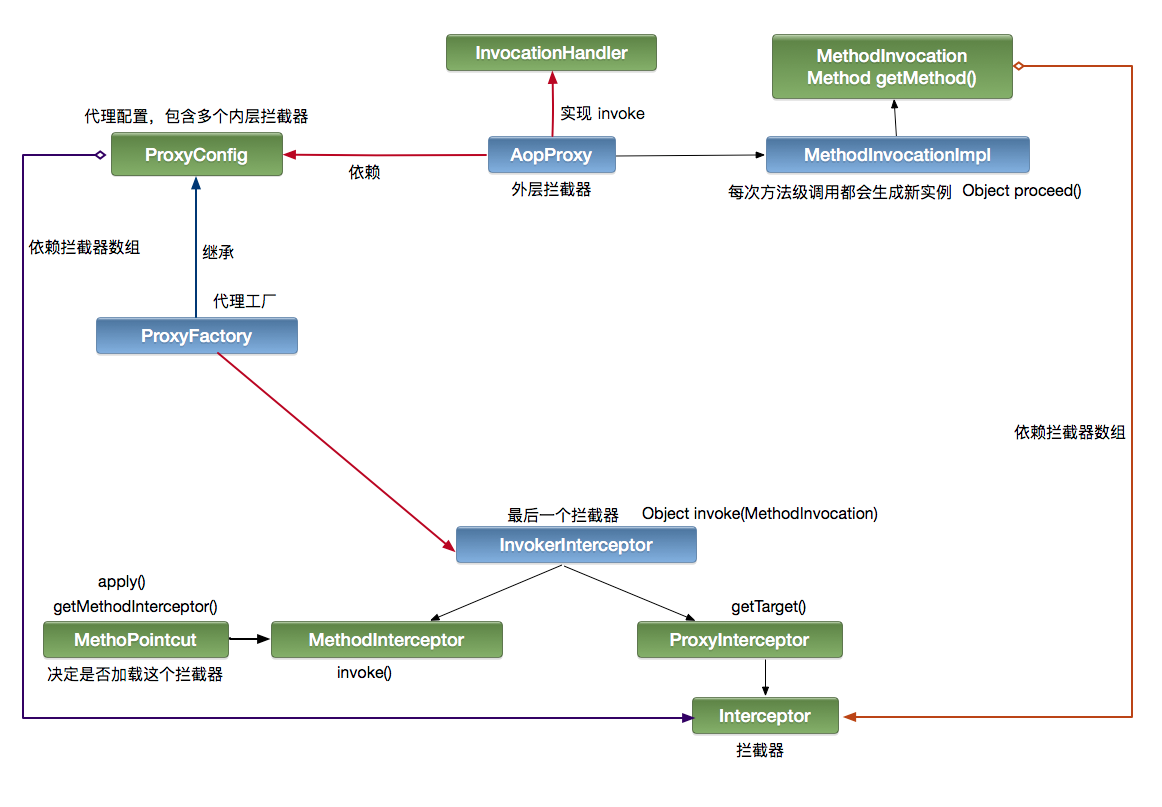 InvocationHandler
MethodInvocation
Method getMethod()
代理配置，包含多个内层拦截器
实现 invoke
ProxyConfig
AopProxy
MethodInvocationImpl
依赖
外层拦截器
每次方法级调用都会生成新实例
Object proceed()
依赖拦截器数组
继承
代理工厂
ProxyFactory
依赖拦截器数组
最后一个拦截器
Object invoke(MethodInvocation)
InvokerInterceptor
apply()
getMethodInterceptor()
getTarget()
MethoPointcut
MethodInterceptor
ProxyInterceptor
决定是否加载这个拦截器
invoke()
Interceptor
拦截器